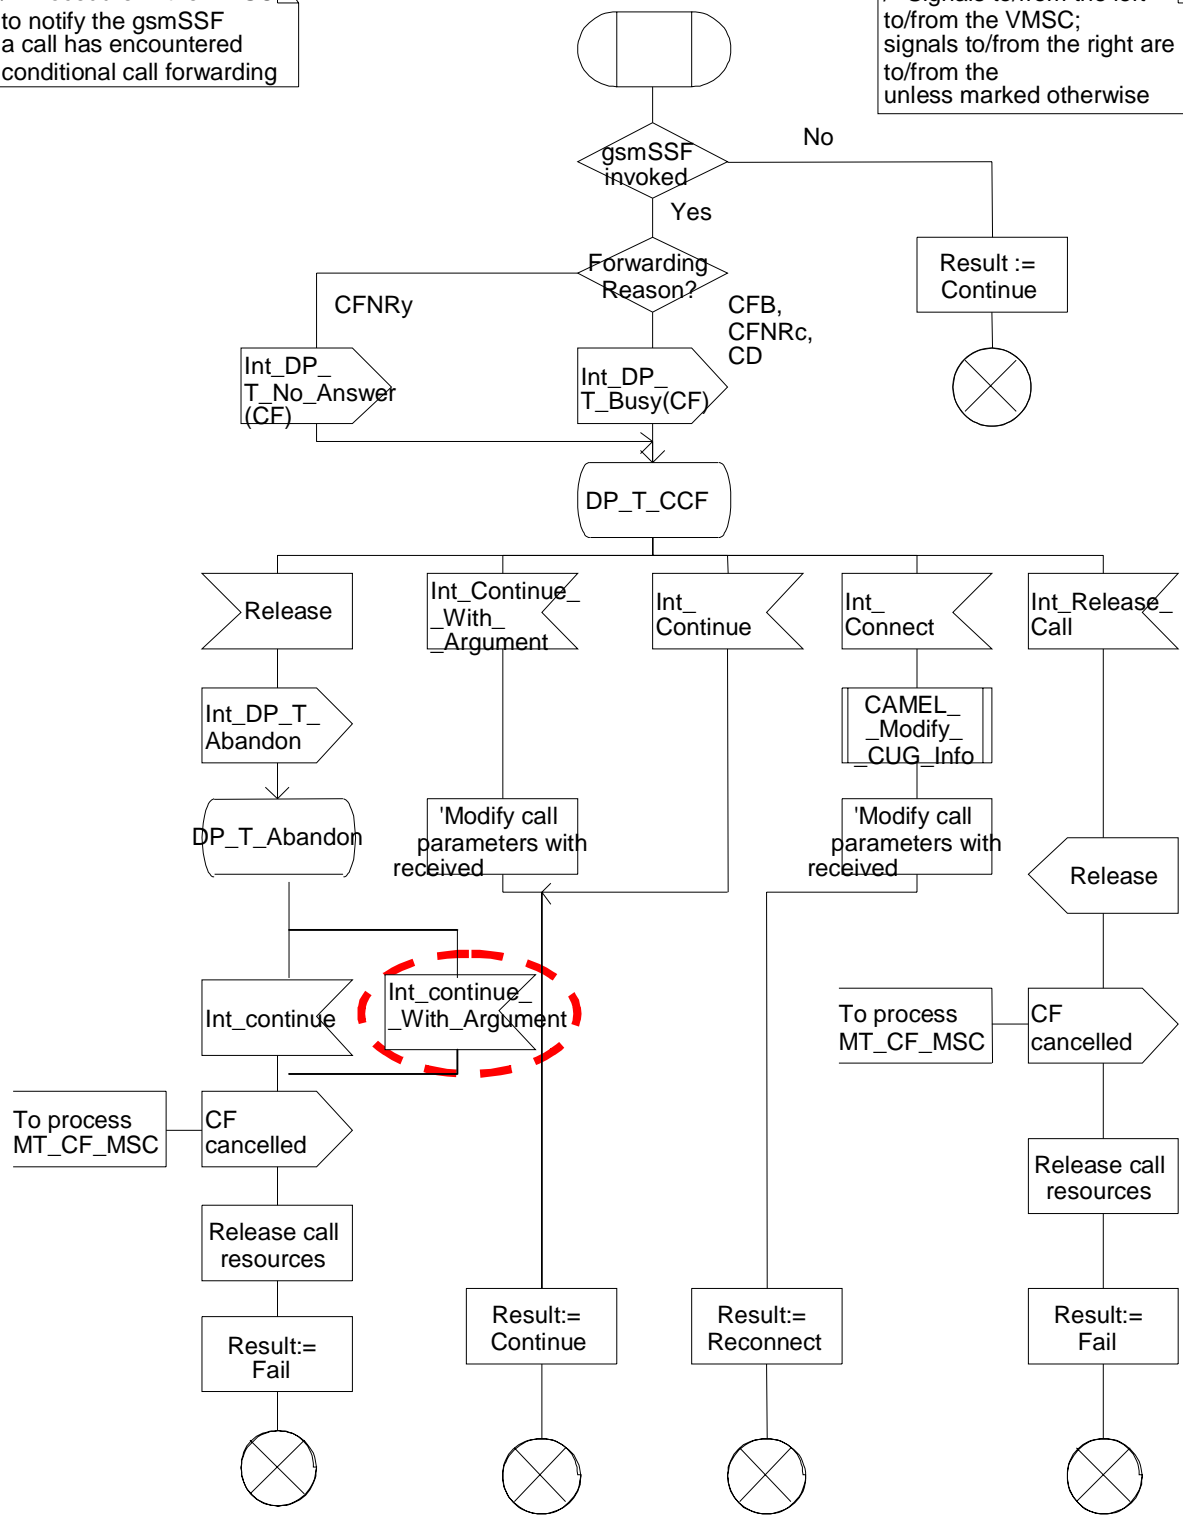 to notify the gsmSSF
a call has encountered
conditional call forwarding
to/from the VMSC;
signals to/from the right are
to/from the
unless marked otherwise
gsmSSF
invoked
No
Yes
Forwarding
Reason?
Result :=
Continue
CFNRy
CFB,
CFNRc,
CD
Int_DP_
T_No_Answer
(CF)
Int_DP_
T_Busy(CF)
DP_T_CCF
Release
Int_Continue_
_With_
_Argument
Int_
Continue
Int_
Connect
Int_Release_
Call
Int_DP_T_
Abandon
CAMEL_
_Modify_
_CUG_Info
DP_T_Abandon
'Modify call
parameters with
received
'Modify call
parameters with
received
Release
Int_continue
Int_continue_
_With_Argument
To process
MT_CF_MSC
CF
cancelled
To process
MT_CF_MSC
CF
cancelled
Release call
resources
Release call
resources
Result:=
Fail
Result:=
Continue
Result:=
Reconnect
Result:=
Fail